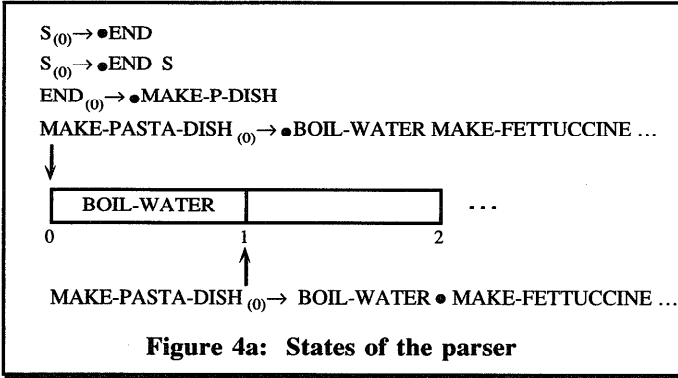 S(0)→ •END
S(0)→ •END S
END(0)→ •MAKE-P-DISH
MAKE-PASTA-DISH (0)→ •BOIL-WATER MAKE-FETTUCCINE ...
BOIL-WATER ...
0 1 2
MAKE-PASTA-DISH (0)→ BOIL-WATER • MAKE-FETTUCCINE ...
Figure 4a: States of the parser